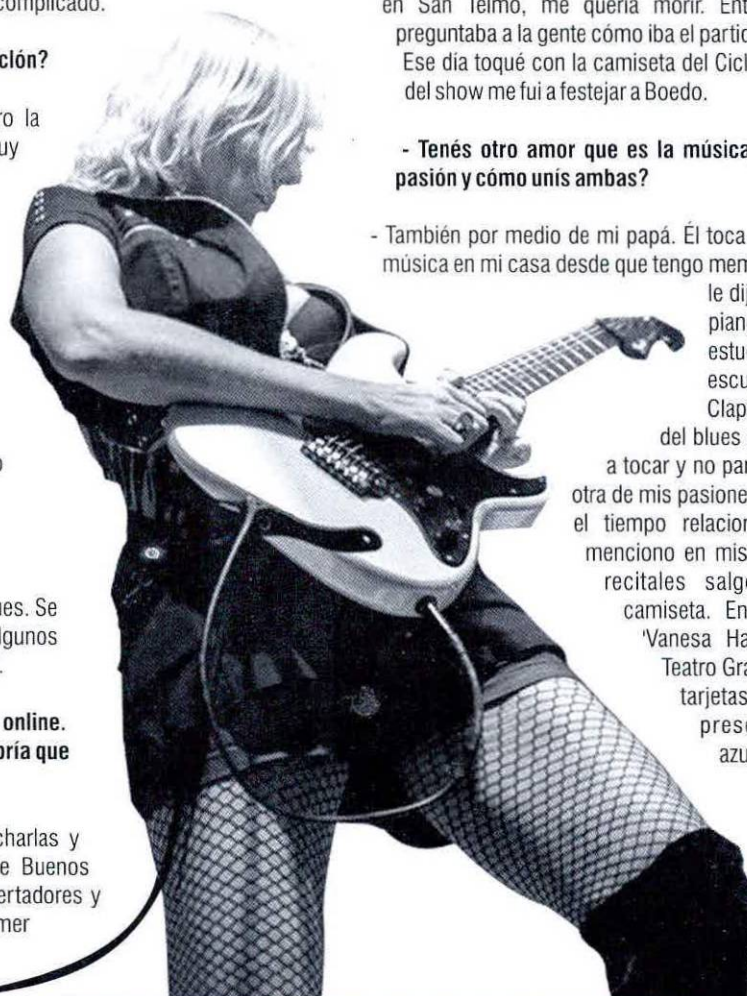 complicado.
ción?
ro la
uy
o
ues. Se
lgunos
online.
bría que
charlas y
e Buenos
ertadores y
mer
en San Telmo, me quería morir. Ent
preguntaba a la gente cómo iba el partid
Ese día toqué con la camiseta del Cicl
del show me fui a festejar a Boedo.
- Tenés otro amor que es la música
pasión y cómo unís ambas?
- También por medio de mi papá. Él toca
música en mi casa desde que tengo mem
le dij
pian
estu
escu
Clap
del blues
a tocar y no par
otra de mis pasione
el tiempo relacior
menciono en mis
recitales salg
camiseta. En
'Vanesa Ha
Teatro Gra
tarjetas
pres
azu